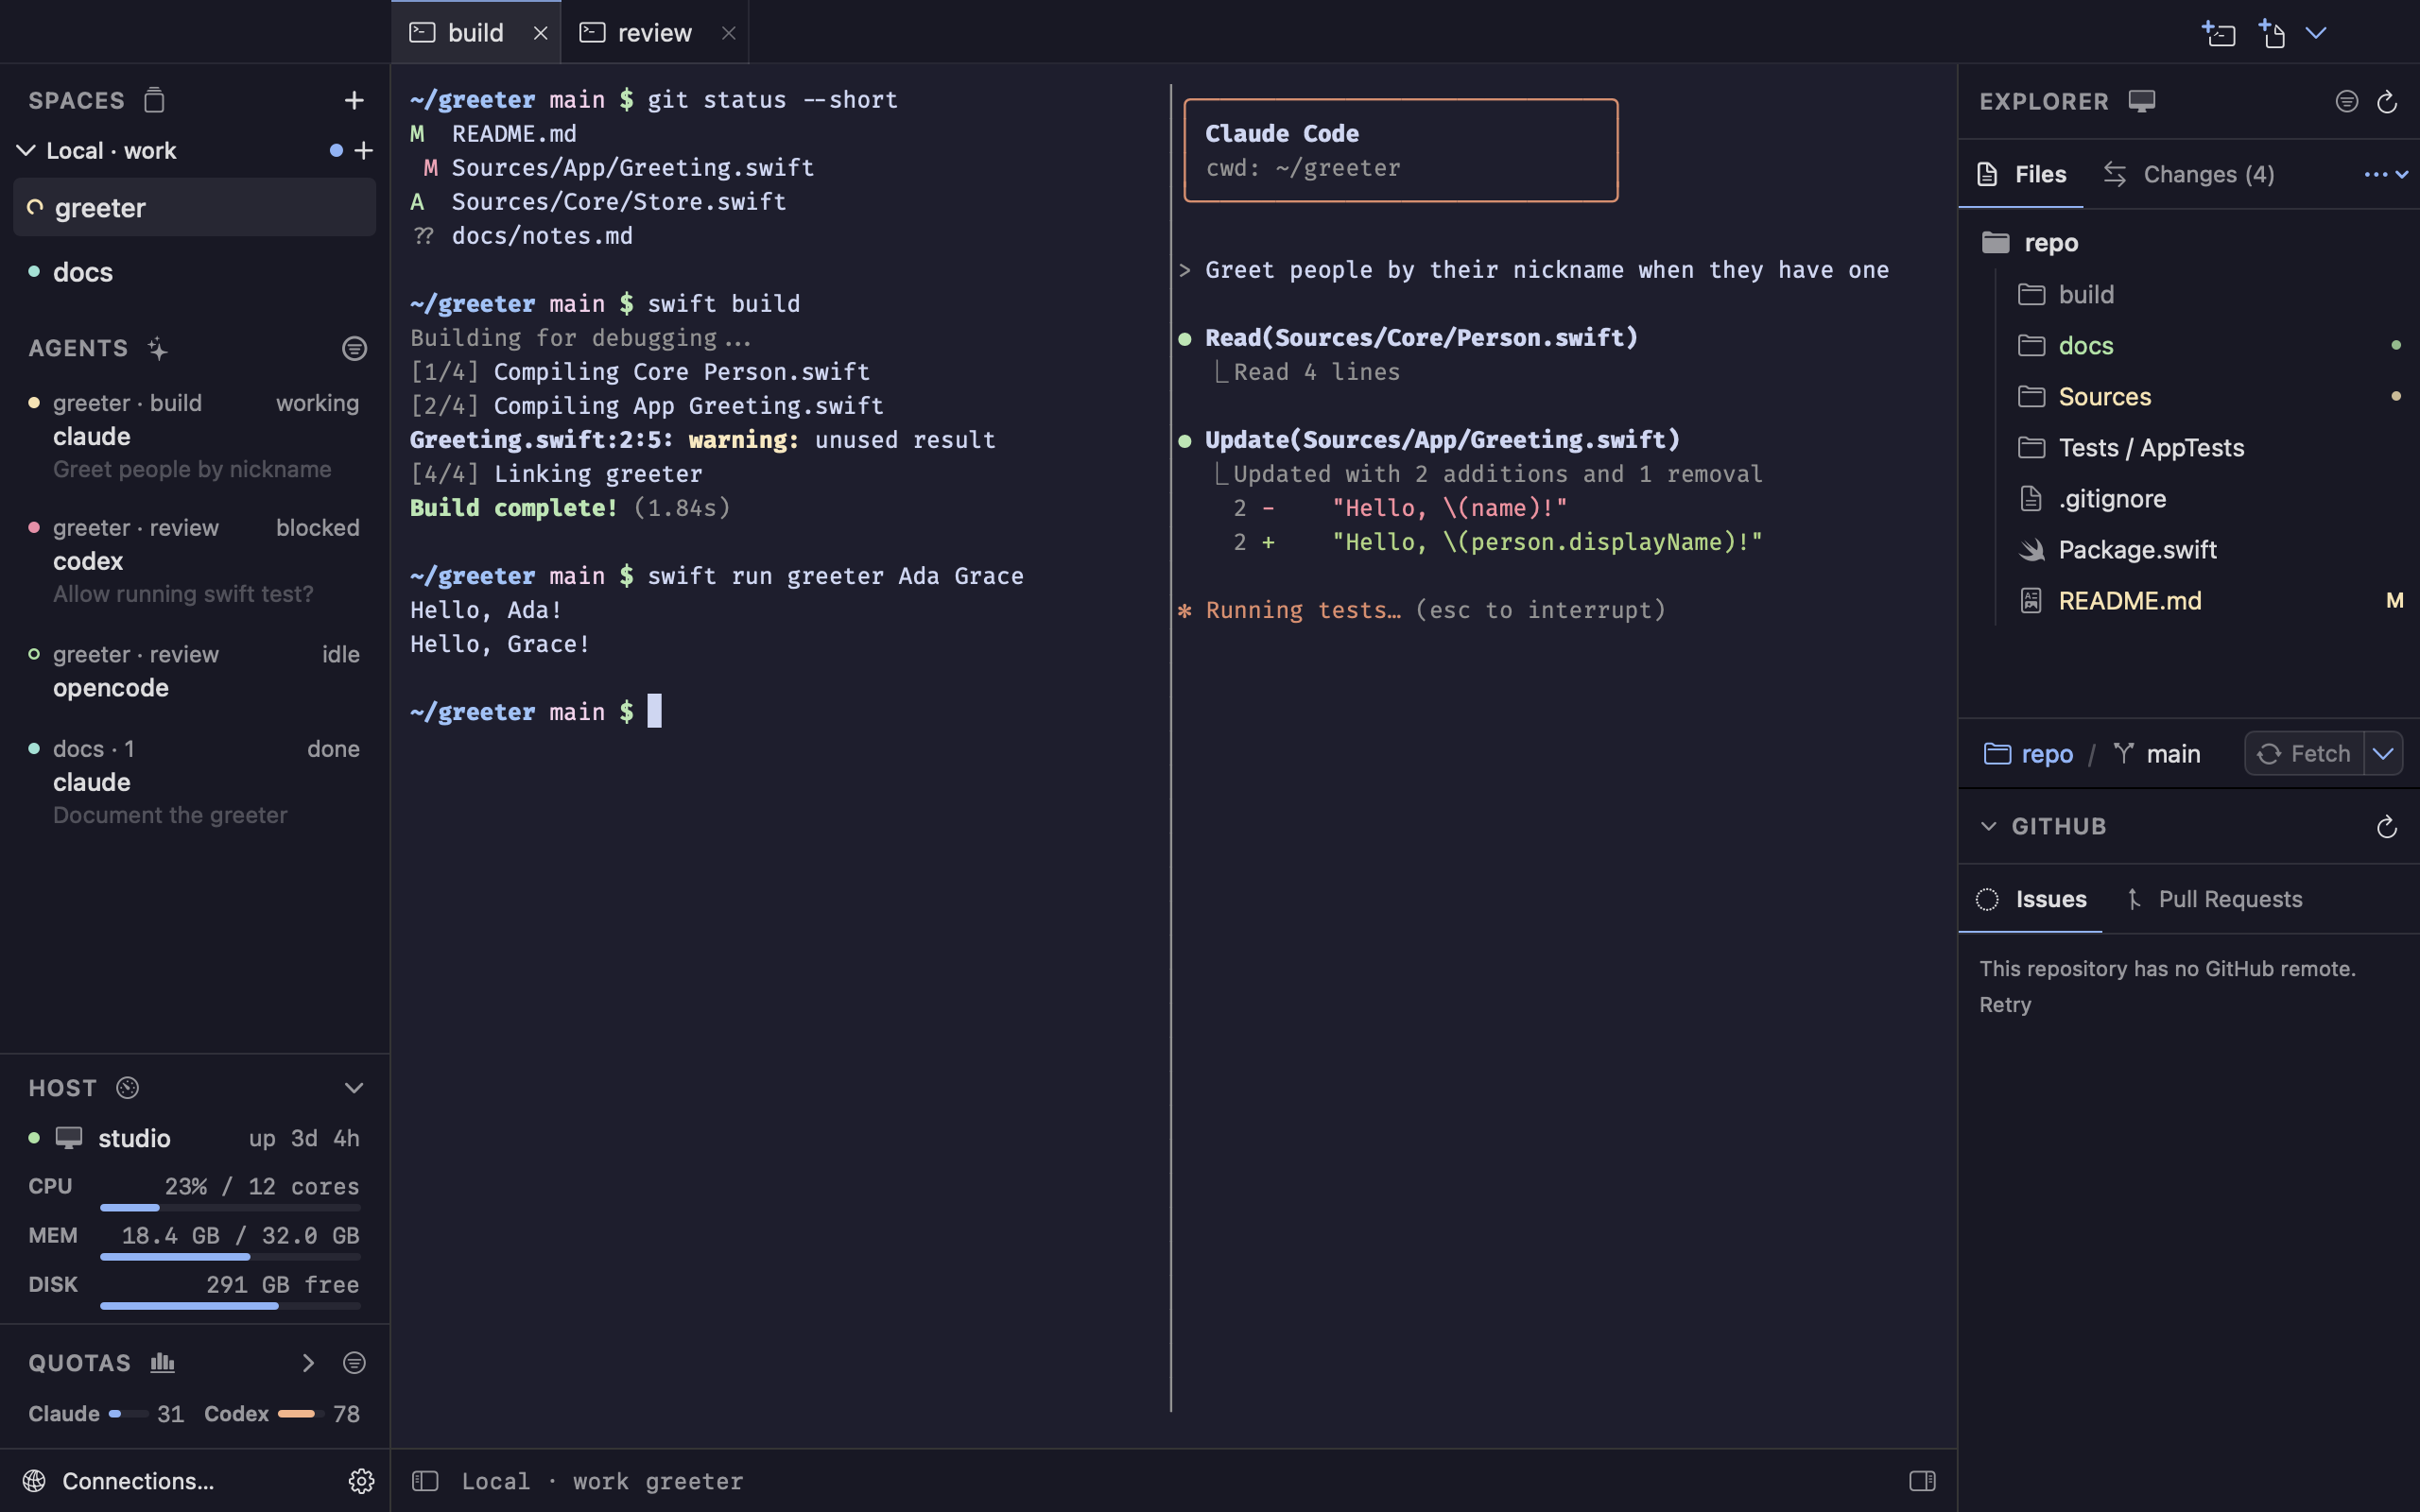 build
review
SPACES
Local · work
greeter
docs
AGENTS
greeter · build working
claude
Greet people by nickname
greeter · review blocked
codex
Allow running swift test?
greeter · review idle
opencode
docs · 1 done
claude
Document the greeter
HOST
studio up 3d 4h
CPU 23% / 12 cores
MEM 18.4 GB / 32.0 GB
DISK 291 GB free
QUOTAS
Claude 31 Codex 78
Connections...
~/greeter main $ git status --short
M README.md
M Sources/App/Greeting.swift
A Sources/Core/Store.swift
?? docs/notes.md
~/greeter main $ swift build
Building for debugging...
[1/4] Compiling Core Person.swift
[2/4] Compiling App Greeting.swift
Greeting.swift:2:5: warning: unused result
[4/4] Linking greeter
Build complete! (1.84s)
~/greeter main $ swift run greeter Ada Grace
Hello, Ada!
Hello, Grace!
~/greeter main $
Claude Code
cwd: ~/greeter
> Greet people by their nickname when they have one
Read(Sources/Core/Person.swift)
Read 4 lines
Update(Sources/App/Greeting.swift)
Updated with 2 additions and 1 removal
2 - "Hello, \(name)!"
2 + "Hello, \(person.displayName)!"
* Running tests… (esc to interrupt)
Local · work greeter
EXPLORER
Files
Changes (4)
repo
build
docs
Sources
Tests / AppTests
.gitignore
Package.swift
README.md M
repo / main
Fetch
GITHUB
Issues
Pull Requests
This repository has no GitHub remote.
Retry